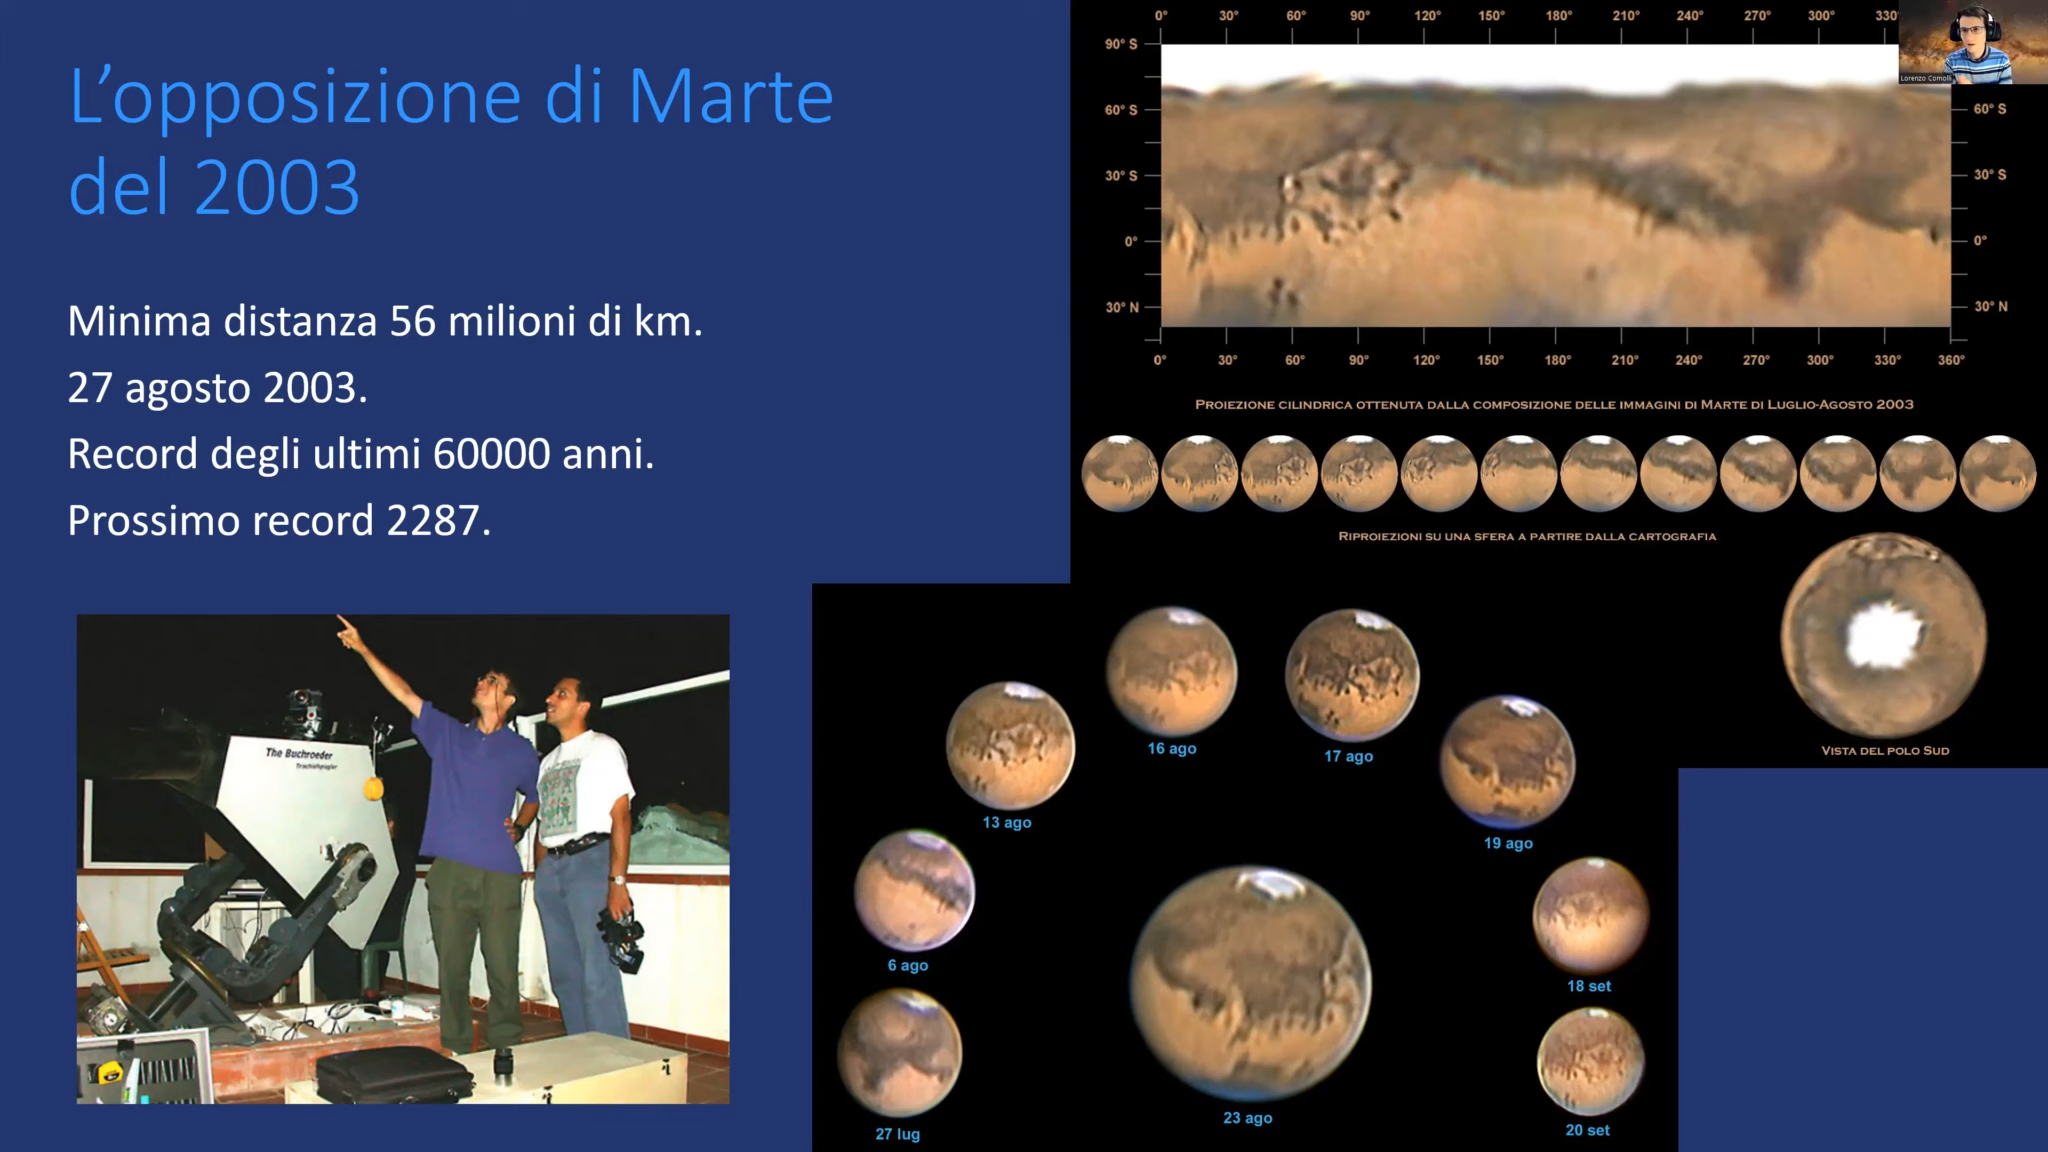 L’opposizione di Marte
del 2003
Minima distanza 56 milioni di km.
27 agosto 2003.
Record degli ultimi 60000 anni.
Prossimo record 2287.
The Buchroeder
0° 30° 60° 90° 120° 150° 180° 210° 240° 270° 300° 330°
90° S
60° S 60° S
30° S 30° S
0° 0°
30° N 30° N
0° 30° 60° 90° 120° 150° 180° 210° 240° 270° 300° 330° 360°
Lorenzo Comolli
Proiezione cilindrica ottenuta dalla composizione delle immagini di Marte di Luglio-Agosto 2003
Riproiezioni su una sfera a partire dalla cartografia
Vista del polo Sud
27 lug
6 ago
13 ago
16 ago
17 ago
19 ago
18 set
20 set
23 ago